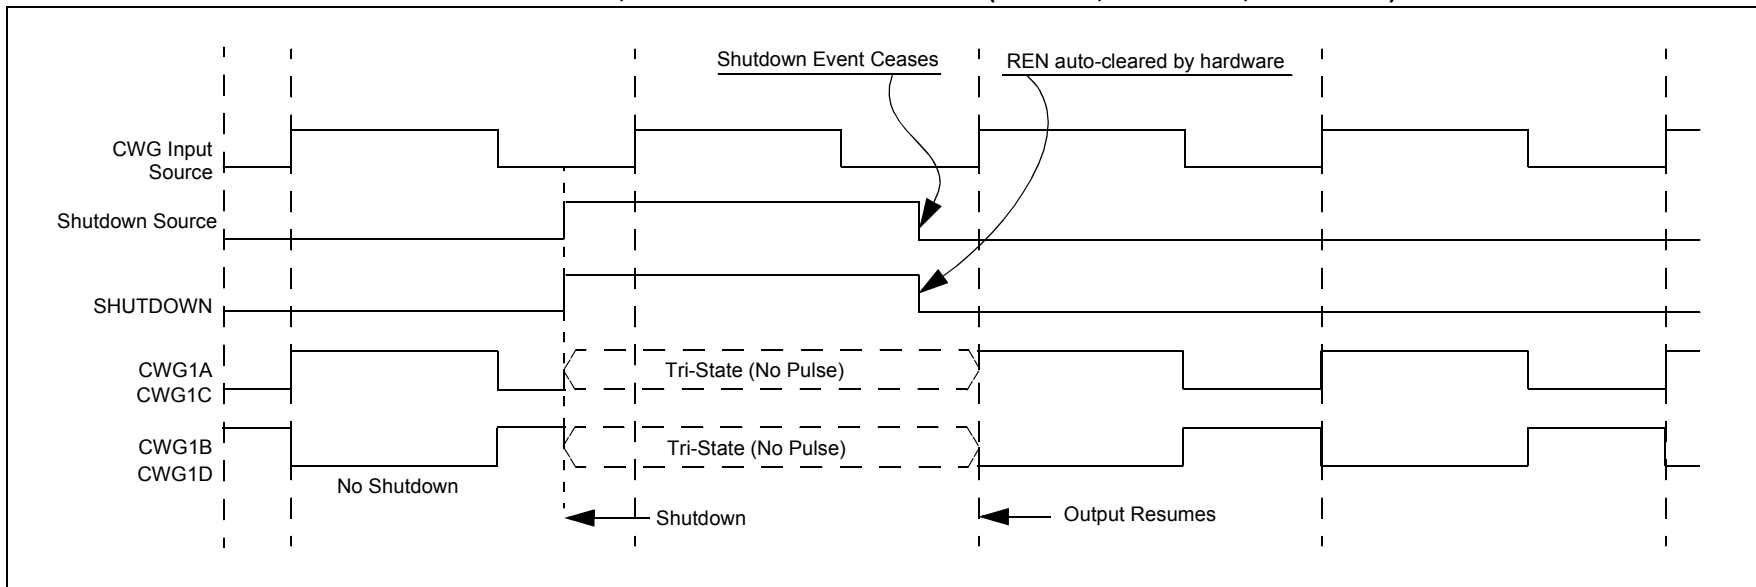 Shutdown Event Ceases
REN auto-cleared by hardware
CWG Input
Source
Shutdown Source
SHUTDOWN
CWG1A
CWG1C
Tri-State (No Pulse)
CWG1B
CWG1D
Tri-State (No Pulse)
No Shutdown
Shutdown
Output Resumes